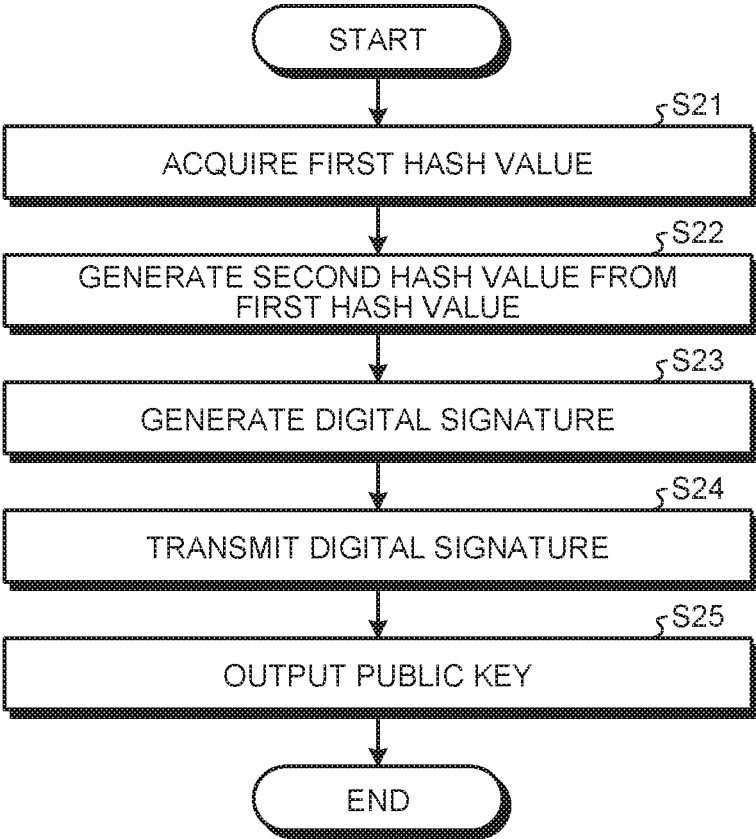 START
S21
ACQUIRE FIRST HASH VALUE
S22
GENERATE SECOND HASH VALUE FROM
FIRST HASH VALUE
S23
GENERATE DIGITAL SIGNATURE
S24
TRANSMIT DIGITAL SIGNATURE
S25
OUTPUT PUBLIC KEY
END